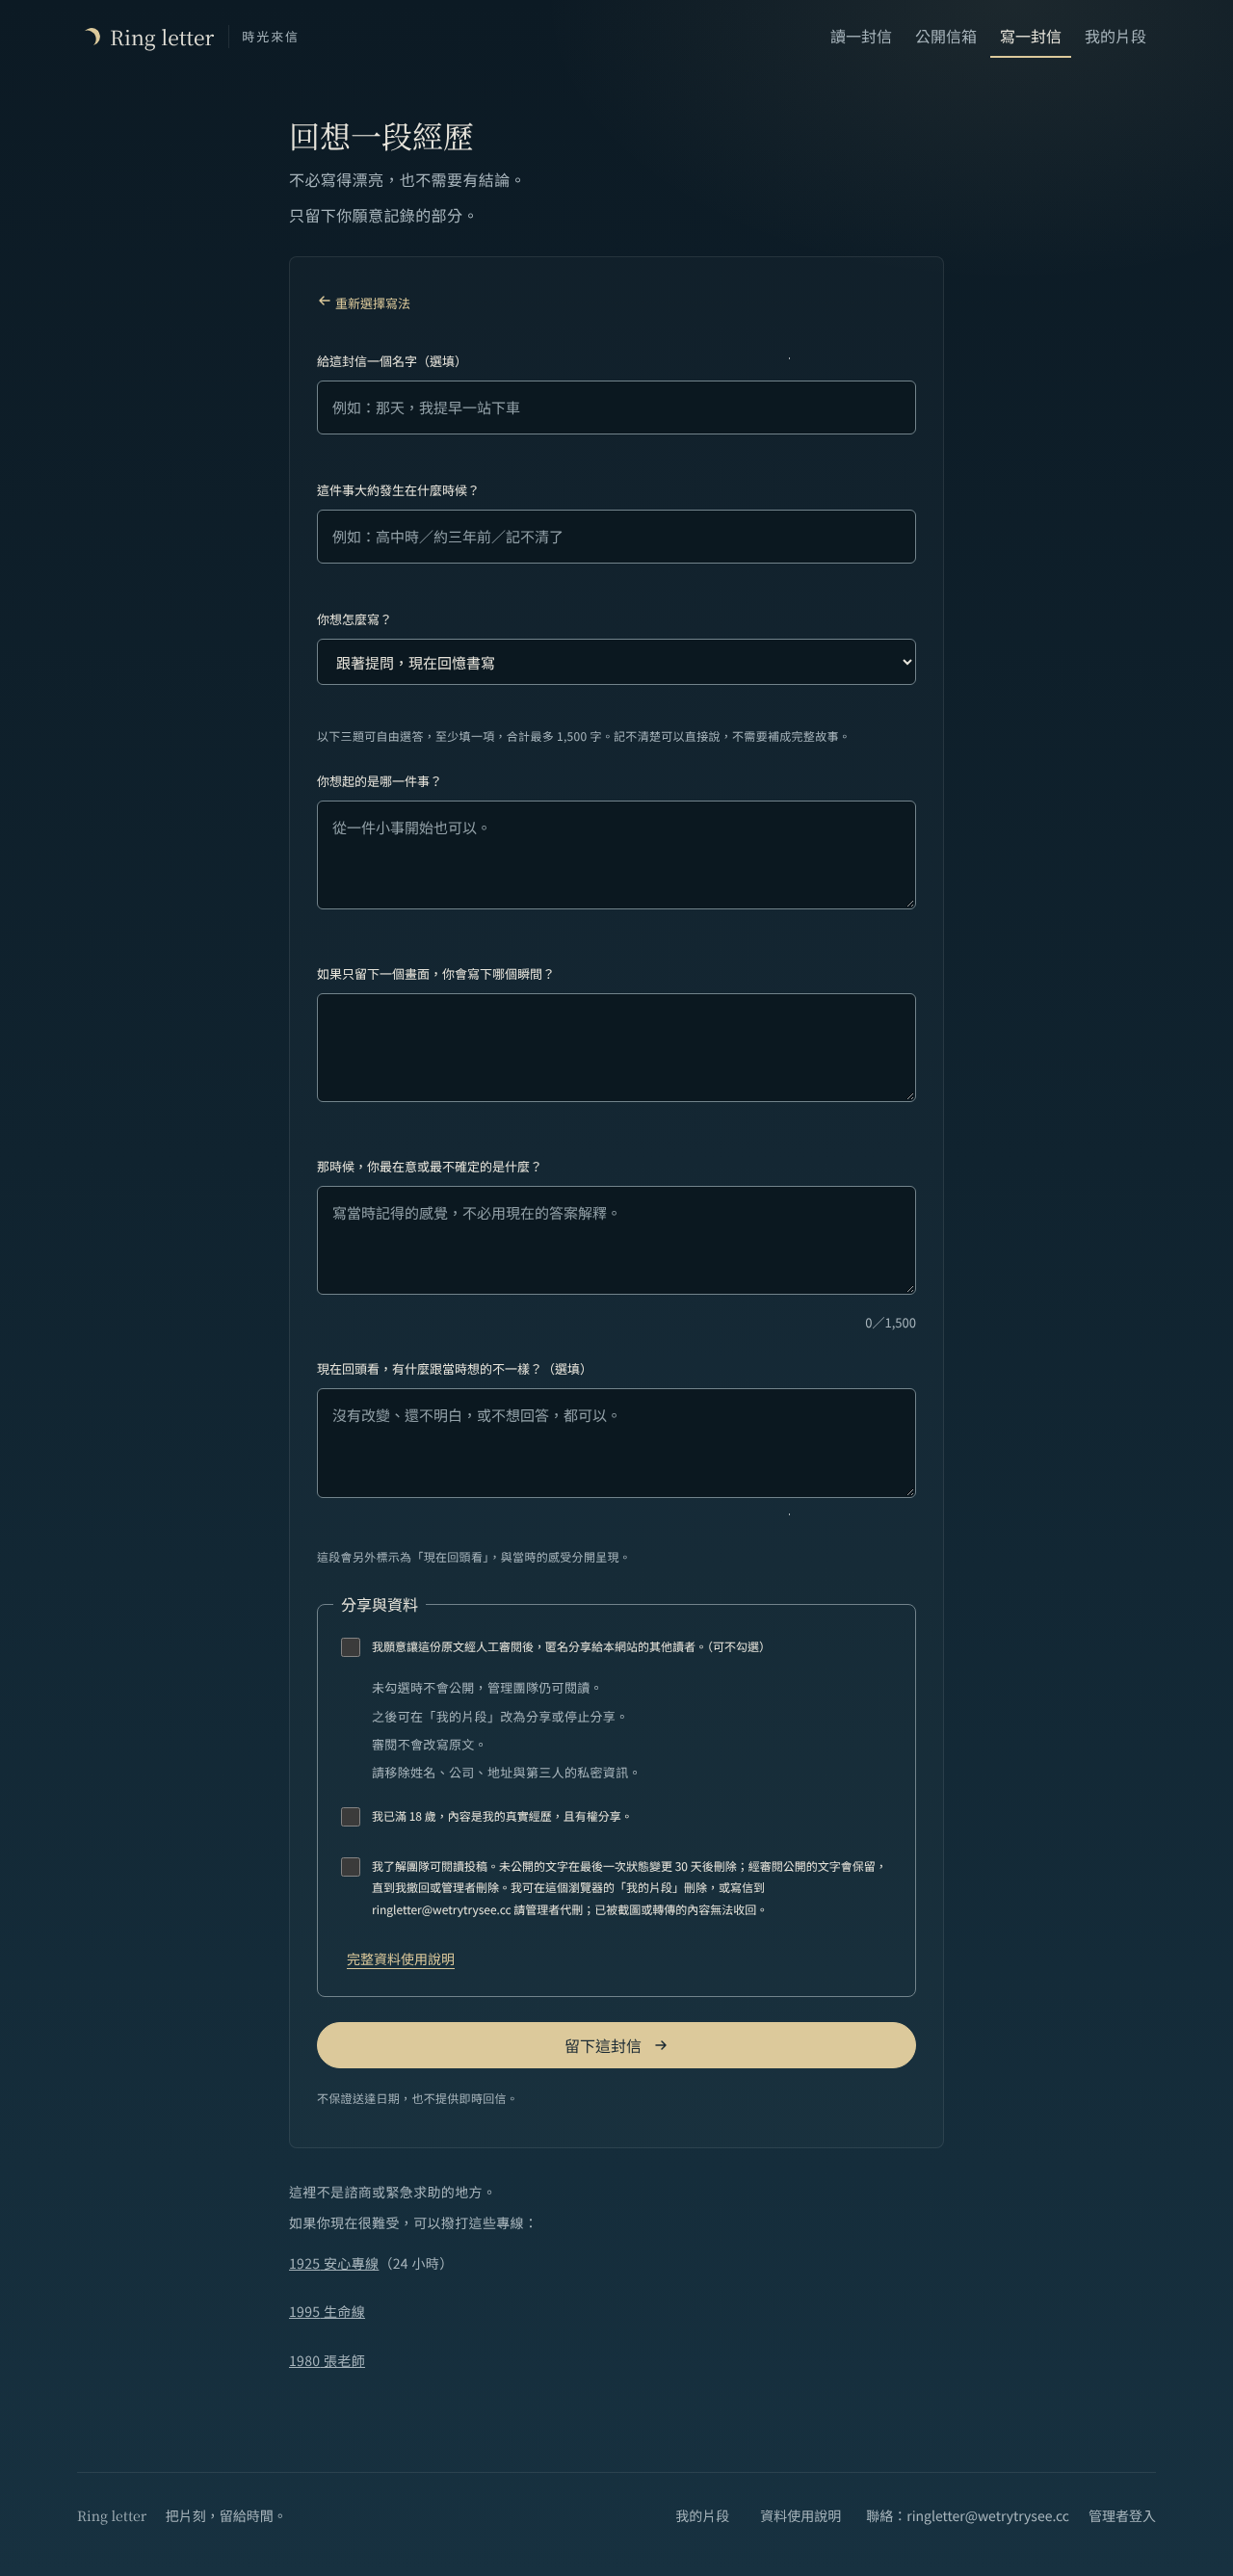 Ring letter
時光來信
讀一封信
公開信箱
寫一封信
我的片段
回想一段經歷
不必寫得漂亮，也不需要有結論。
只留下你願意記錄的部分。
← 重新選擇寫法
給這封信一個名字（選填）
例如：那天，我提早一站下車
這件事大約發生在什麼時候？
例如：高中時／約三年前／記不清了
你想怎麼寫？
跟著提問，現在回憶書寫
以下三題可自由選答，至少填一項，合計最多 1,500 字。記不清楚可以直接說，不需要補成完整故事。
你想起的是哪一件事？
從一件小事開始也可以。
如果只留下一個畫面，你會寫下哪個瞬間？
那時候，你最在意或最不確定的是什麼？
寫當時記得的感覺，不必用現在的答案解釋。
0／1,500
現在回頭看，有什麼跟當時想的不一樣？（選填）
沒有改變、還不明白，或不想回答，都可以。
這段會另外標示為「現在回頭看」，與當時的感受分開呈現。
分享與資料
我願意讓這份原文經人工審閱後，匿名分享給本網站的其他讀者。（可不勾選）
未勾選時不會公開，管理團隊仍可閱讀。
之後可在「我的片段」改為分享或停止分享。
審閱不會改寫原文。
請移除姓名、公司、地址與第三人的私密資訊。
我已滿 18 歲，內容是我的真實經歷，且有權分享。
我了解團隊可閱讀投稿。未公開的文字在最後一次狀態變更 30 天後刪除；經審閱公開的文字會保留，
直到我撤回或管理者刪除。我可在這個瀏覽器的「我的片段」刪除，或寫信到
ringletter@wetrytrysee.cc 請管理者代刪；已被截圖或轉傳的內容無法收回。
完整資料使用說明
留下這封信 →
不保證送達日期，也不提供即時回信。
這裡不是諮商或緊急求助的地方。
如果你現在很難受，可以撥打這些專線：
1925 安心專線（24 小時）
1995 生命線
1980 張老師
Ring letter
把片刻，留給時間。
我的片段
資料使用說明
聯絡：ringletter@wetrytrysee.cc
管理者登入